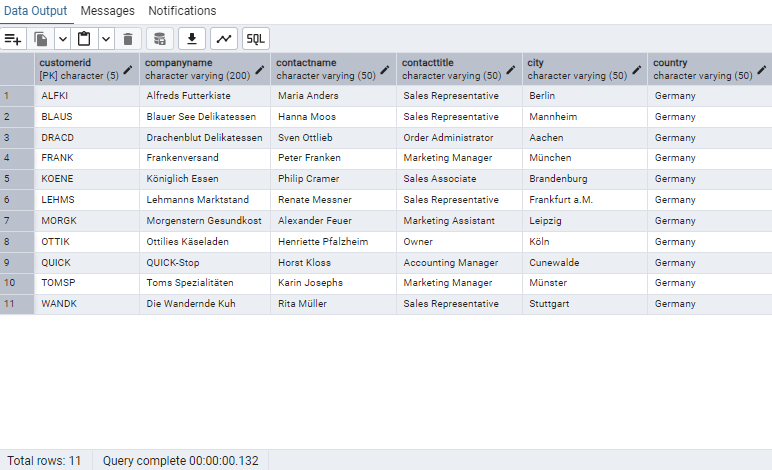 Data Output Messages Notifications
SQL
customerid companyname contactname contacttitle city country
[PK] character (5) character varying (200) character varying (50) character varying (50) character varying (50) character varying (50)
1 ALFKI Alfreds Futterkiste Maria Anders Sales Representative Berlin Germany
2 BLAUS Blauer See Delikatessen Hanna Moos Sales Representative Mannheim Germany
3 DRACD Drachenblut Delikatessen Sven Ottlieb Order Administrator Aachen Germany
4 FRANK Frankenversand Peter Franken Marketing Manager München Germany
5 KOENE Königlich Essen Philip Cramer Sales Associate Brandenburg Germany
6 LEHMS Lehmanns Marktstand Renate Messner Sales Representative Frankfurt a.M. Germany
7 MORGK Morgenstern Gesundkost Alexander Feuer Marketing Assistant Leipzig Germany
8 OTTIK Ottilies Käseladen Henriette Pfalzheim Owner Köln Germany
9 QUICK QUICK-Stop Horst Kloss Accounting Manager Cunewalde Germany
10 TOMSP Toms Spezialitäten Karin Josephs Marketing Manager Münster Germany
11 WANDK Die Wandernde Kuh Rita Müller Sales Representative Stuttgart Germany
Total rows: 11 Query complete 00:00:00.132